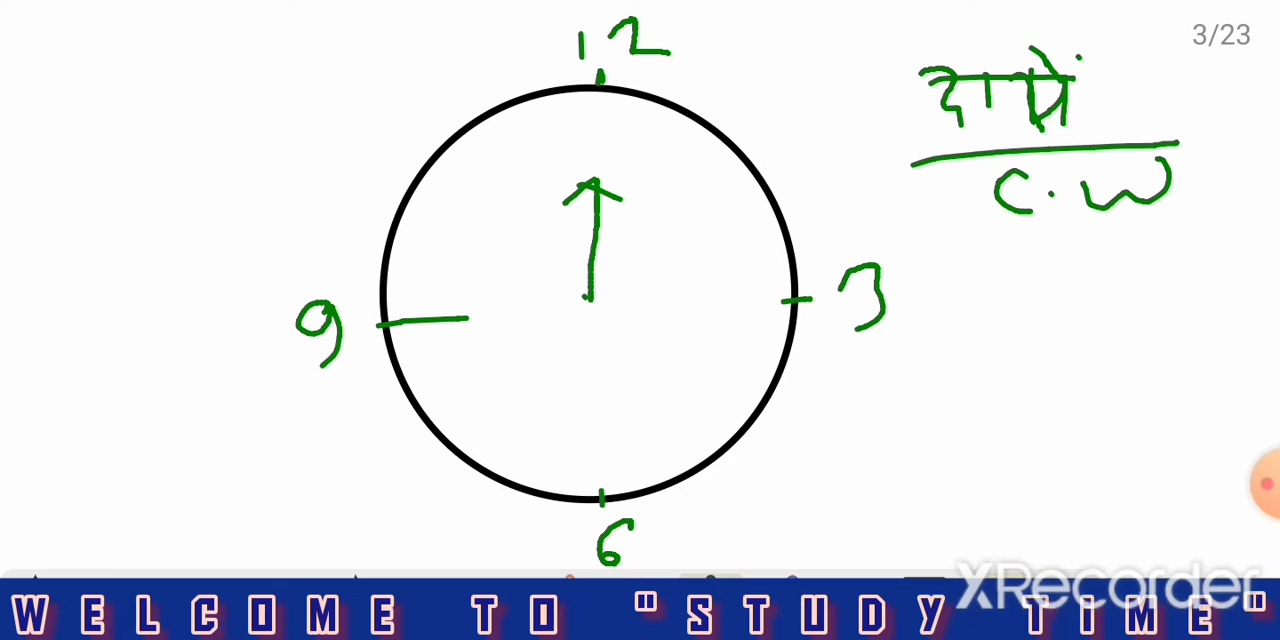 3/23
12
दायें
C.W
9
3
6
XRecorder
WELCOME TO "STUDY TIME"